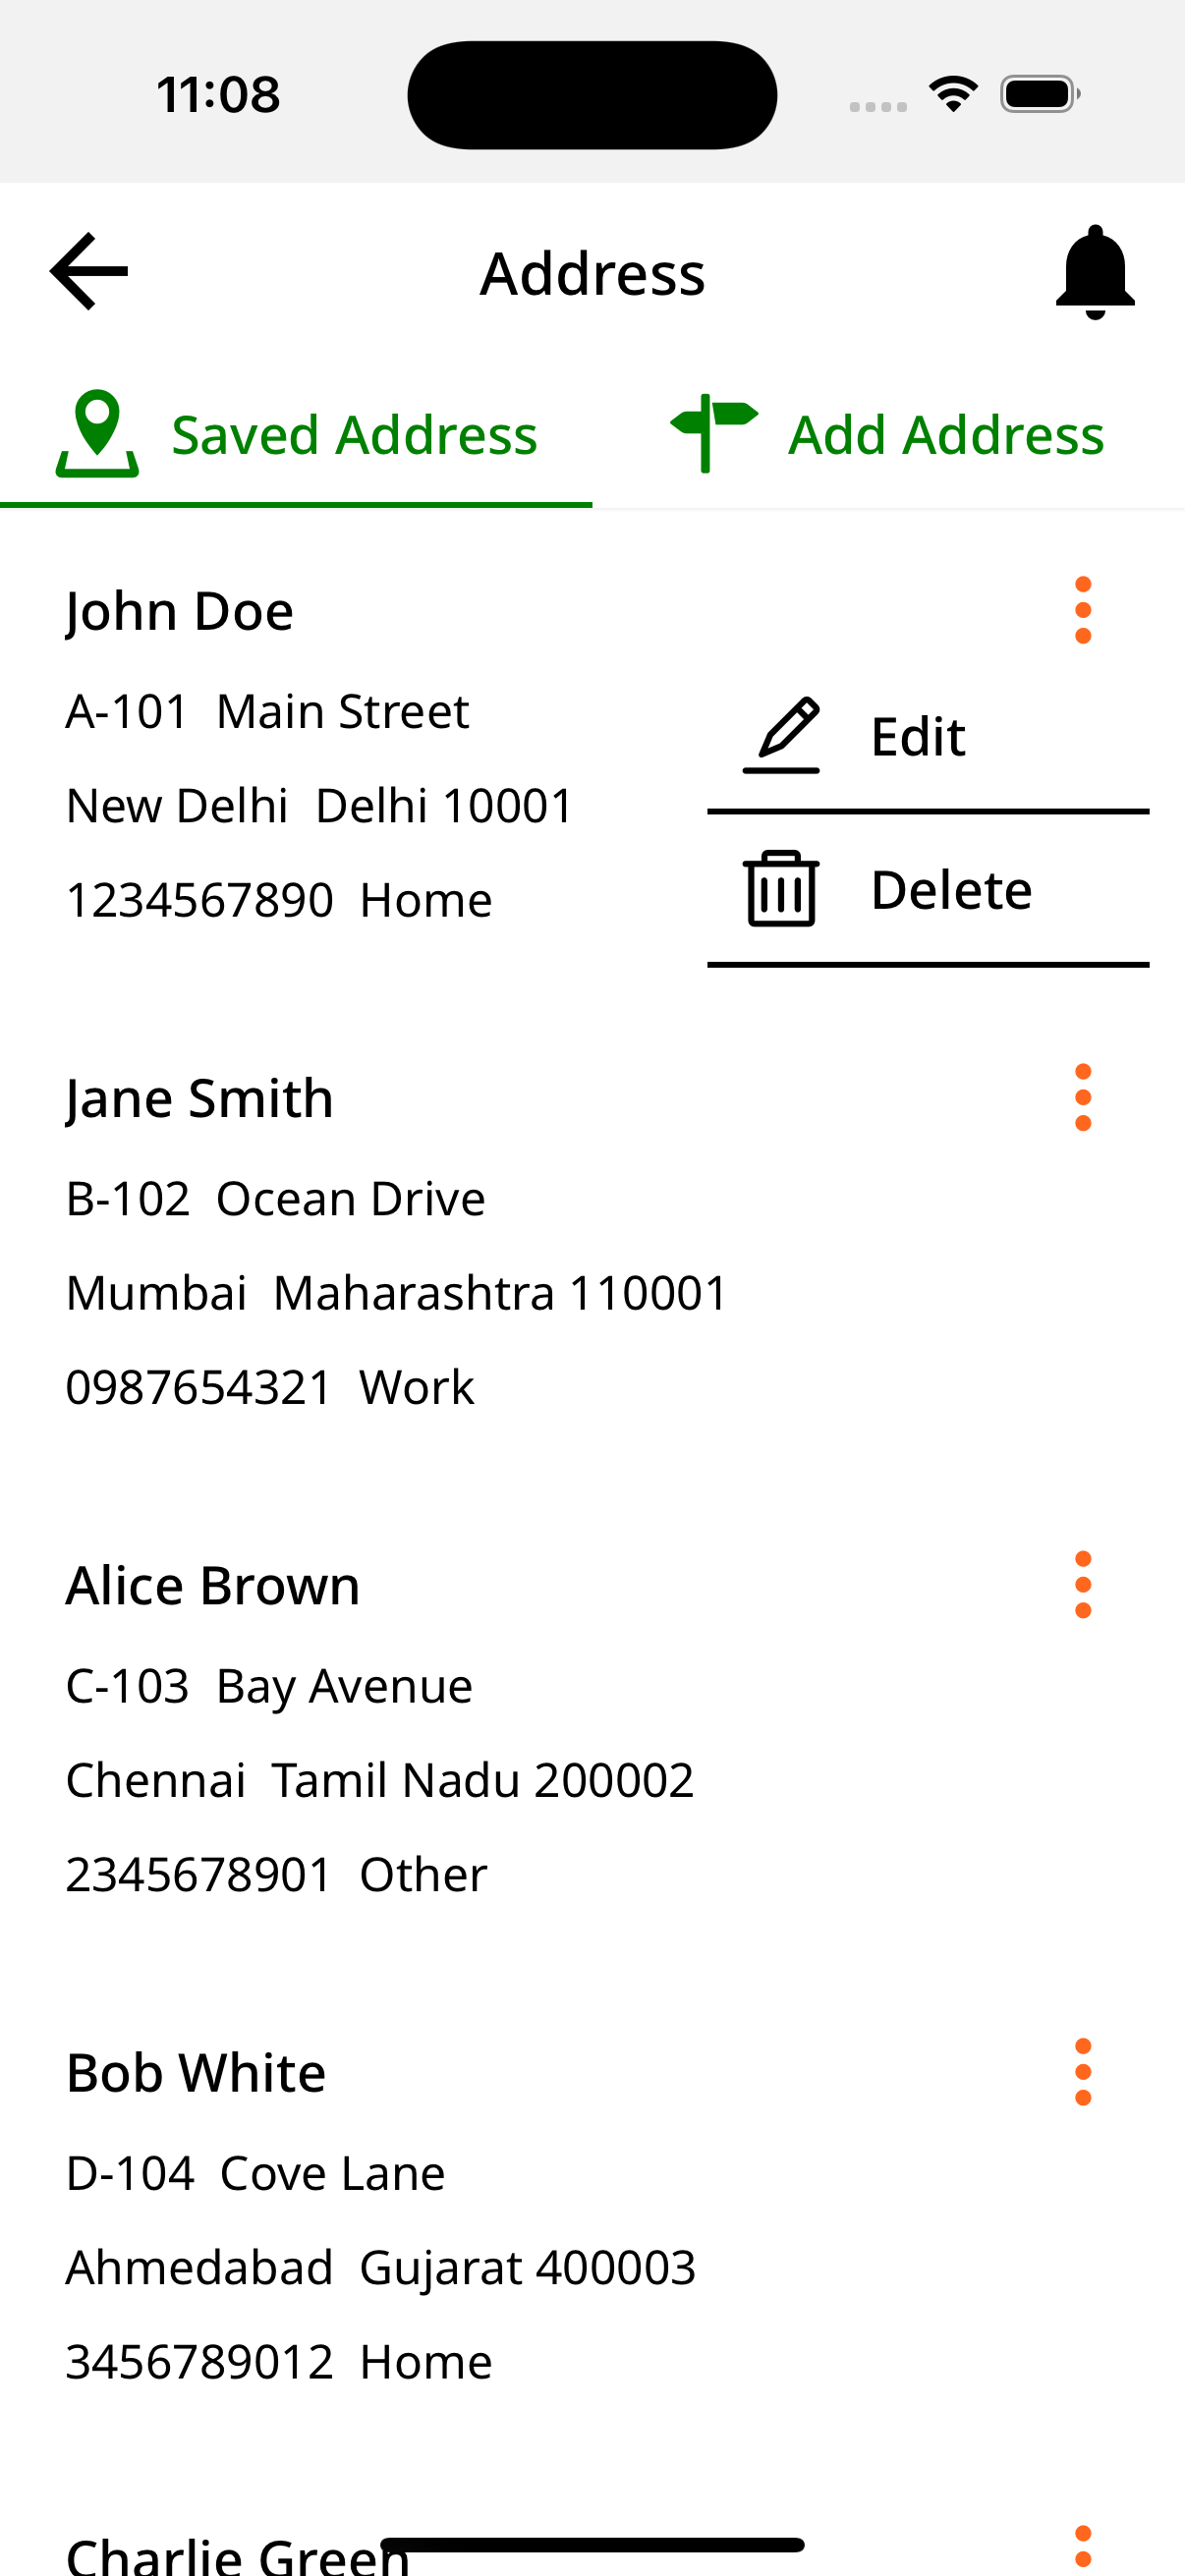 11:08
Address
Saved Address
Add Address
John Doe
A-101  Main Street
New Delhi  Delhi 10001
1234567890  Home
Edit
Delete
Jane Smith
B-102  Ocean Drive
Mumbai  Maharashtra 110001
0987654321  Work
Alice Brown
C-103  Bay Avenue
Chennai  Tamil Nadu 200002
2345678901  Other
Bob White
D-104  Cove Lane
Ahmedabad  Gujarat 400003
3456789012  Home
Charlie Green